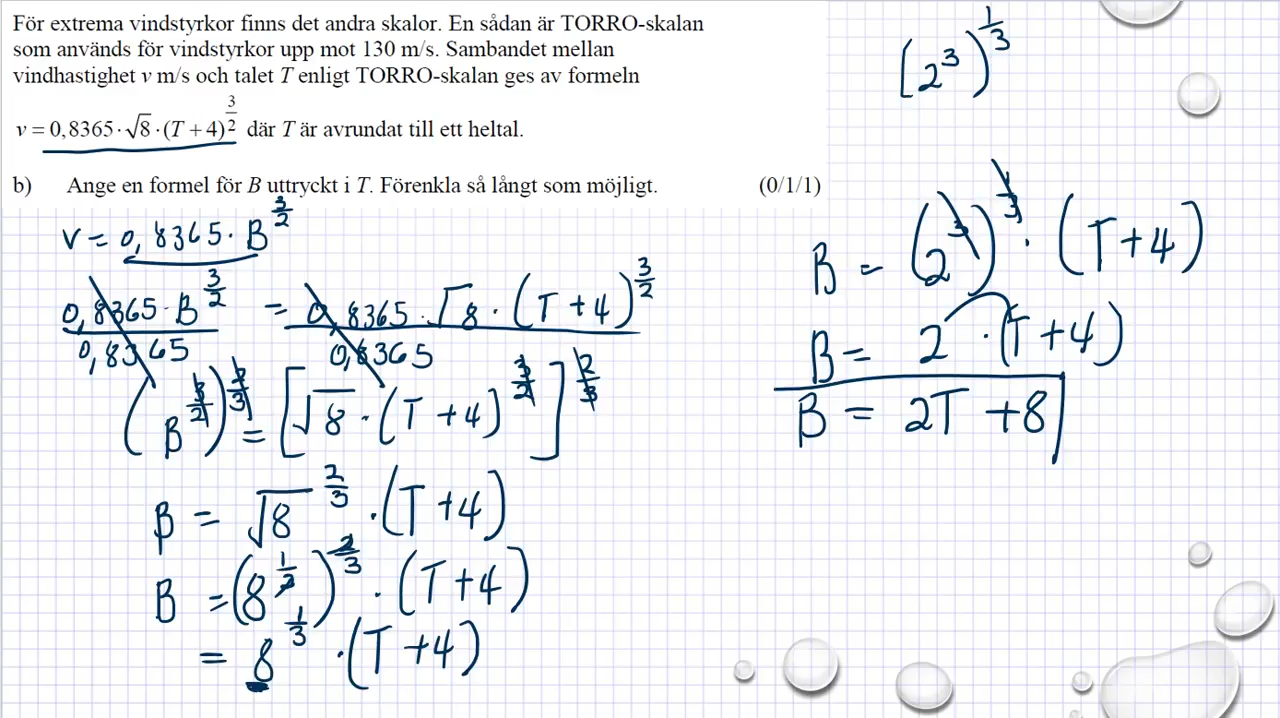 För extrema vindstyrkor finns det andra skalor. En sådan är TORRO-skalan
som används för vindstyrkor upp mot 130 m/s. Sambandet mellan
vindhastighet v m/s och talet T enligt TORRO-skalan ges av formeln
v = 0,8365 · √8 · (T + 4)^(3/2) där T är avrundat till ett heltal.
b) Ange en formel för B uttryckt i T. Förenkla så långt som möjligt. (0/1/1)
v = 0,8365 · B^(3/2)
0,8365 · B^(3/2) / 0,8365 = 0,8365 · √8 · (T + 4)^(3/2) / 0,8365
(B^(3/2))^(2/3) = [√8 · (T + 4)^(3/2)]^(2/3)
B = √8^(2/3) · (T + 4)
B = (8^(1/2))^(2/3) · (T + 4)
= 8^(1/3) · (T + 4)
[2^3)^(1/3)
B = (2^3)^(1/3) · (T + 4)
B = 2 · (T + 4)
B = 2T + 8